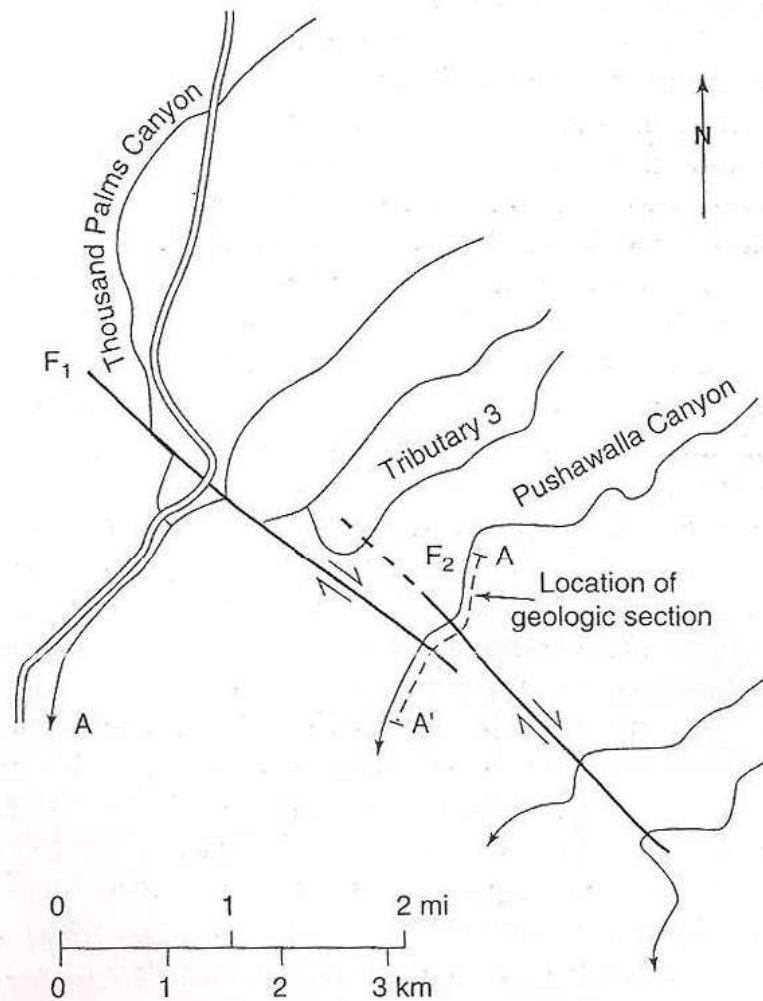 Thousand Palms Canyon
N
F₁
Tributary 3
Pushawalla Canyon
F₂
A
Location of
geologic section
A
A'
0 1 2 mi
0 1 2 3 km